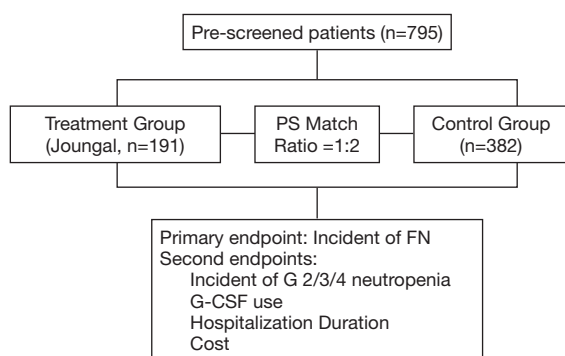 Pre-screened patients (n=795)
Treatment Group
(Joungal, n=191)
PS Match
Ratio =1:2
Control Group
(n=382)
Primary endpoint: Incident of FN
Second endpoints:
Incident of G 2/3/4 neutropenia
G-CSF use
Hospitalization Duration
Cost